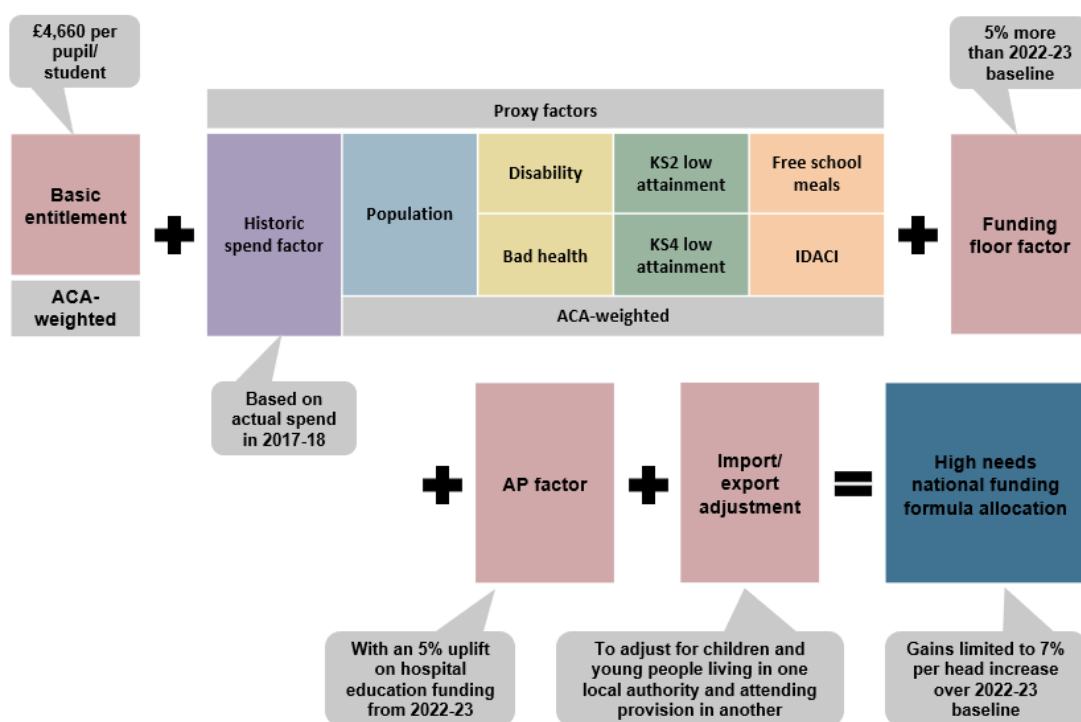 £4,660 per
pupil/
student
5% more
than 2022-23
baseline
Proxy factors
Basic
entitlement
ACA-
weighted
Historic
spend factor
Population
Disability
Bad health
KS2 low
attainment
KS4 low
attainment
Free school
meals
IDACI
ACA-weighted
Funding
floor factor
Based on
actual spend
in 2017-18
AP factor
Import/
export
adjustment
High needs
national funding
formula allocation
With an 5% uplift
on hospital
education funding
from 2022-23
To adjust for children and
young people living in one
local authority and attending
provision in another
Gains limited to 7%
per head increase
over 2022-23
baseline